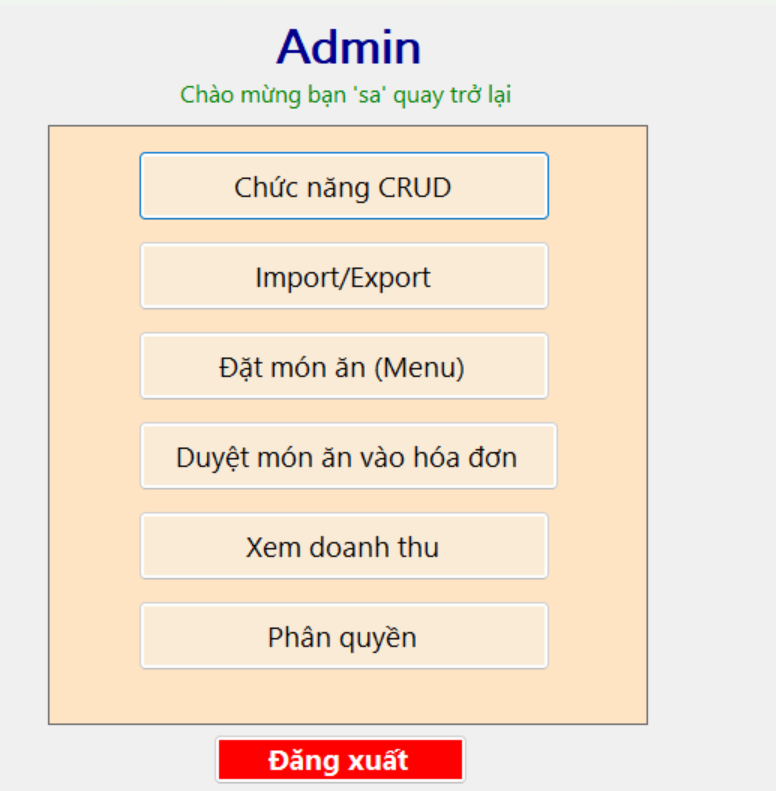 Admin
Chào mừng bạn 'sa' quay trở lại
Chức năng CRUD
Import/Export
Đặt món ăn (Menu)
Duyệt món ăn vào hóa đơn
Xem doanh thu
Phân quyền
Đăng xuất